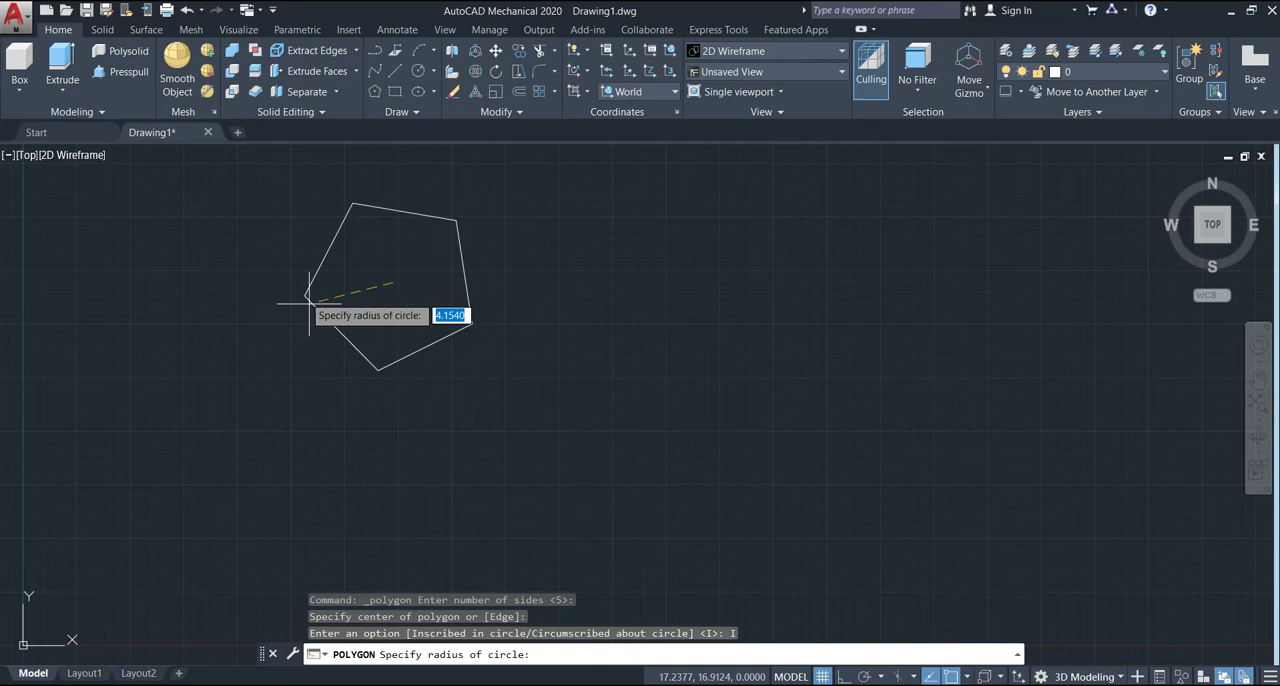 AutoCAD Mechanical 2020 Drawing1.dwg
Type a keyword or phrase
Sign In
Home Solid Surface Mesh Visualize Parametric Insert Annotate View Manage Output Add-ins Collaborate Express Tools Featured Apps
Box
Extrude
Polysolid
Presspull
Smooth
Object
Extract Edges
Extrude Faces
Separate
World
2D Wireframe
Unsaved View
Single viewport
Culling
No Filter
Move
Gizmo
0
Move to Another Layer
Group
Base
Modeling
Mesh
Solid Editing
Draw
Modify
Coordinates
View
Selection
Layers
Groups
View
Start
Drawing1*
[−][Top][2D Wireframe]
N
W
TOP
E
S
WCS
Specify radius of circle: 4.1540
Y
X
Command: _polygon Enter number of sides <5>:
Specify center of polygon or [Edge]:
Enter an option [Inscribed in circle/Circumscribed about circle] <I>: I
POLYGON Specify radius of circle:
Model Layout1 Layout2
17.2377, 16.9124, 0.0000 MODEL
3D Modeling